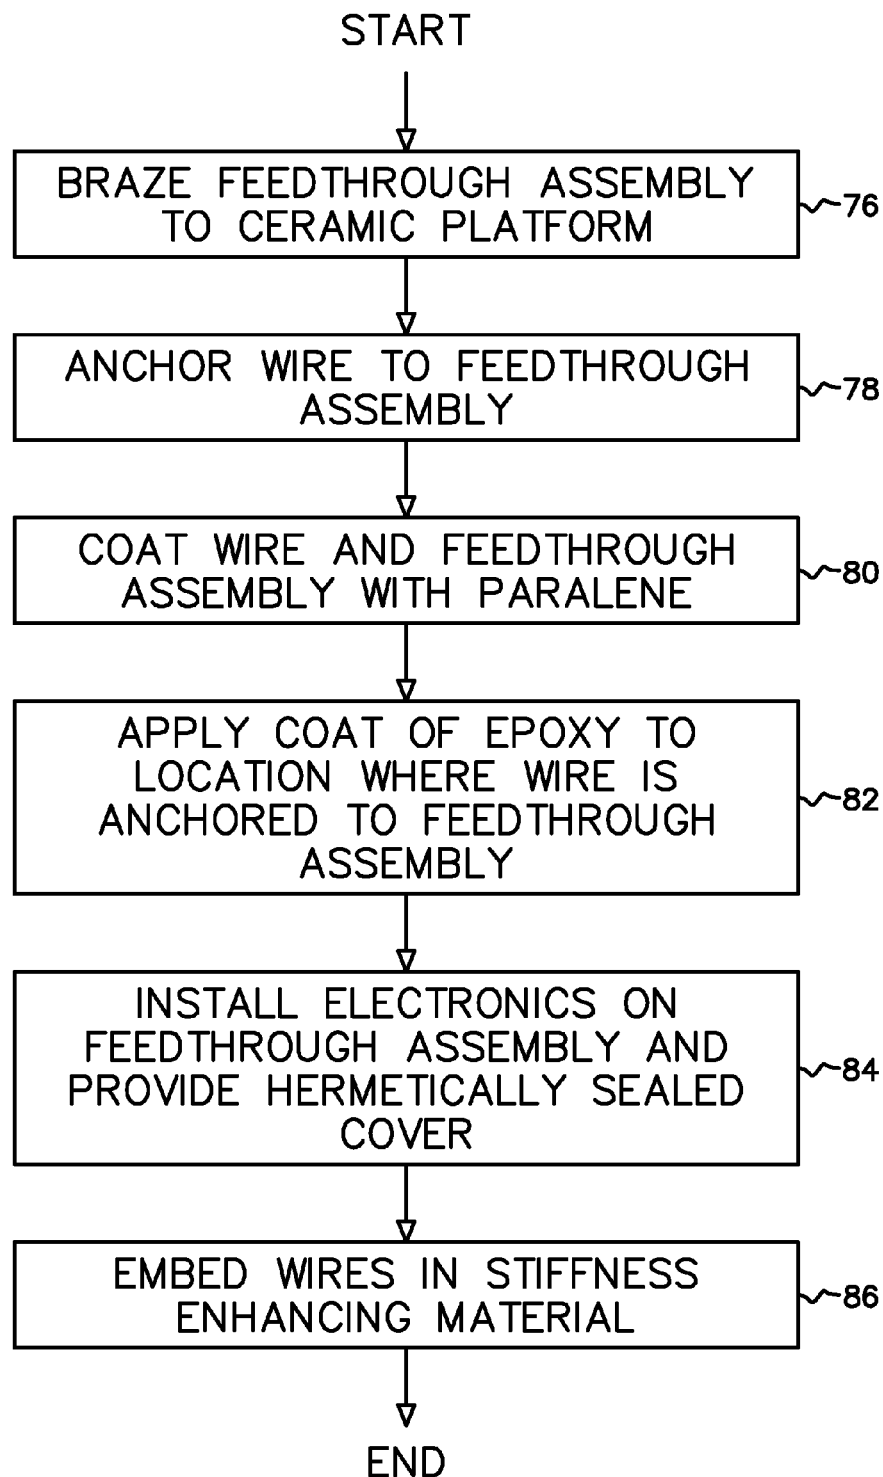 START
BRAZE FEEDTHROUGH ASSEMBLY
TO CERAMIC PLATFORM
76
ANCHOR WIRE TO FEEDTHROUGH
ASSEMBLY
78
COAT WIRE AND FEEDTHROUGH
ASSEMBLY WITH PARALENE
80
APPLY COAT OF EPOXY TO
LOCATION WHERE WIRE IS
ANCHORED TO FEEDTHROUGH
ASSEMBLY
82
INSTALL ELECTRONICS ON
FEEDTHROUGH ASSEMBLY AND
PROVIDE HERMETICALLY SEALED
COVER
84
EMBED WIRES IN STIFFNESS
ENHANCING MATERIAL
86
END